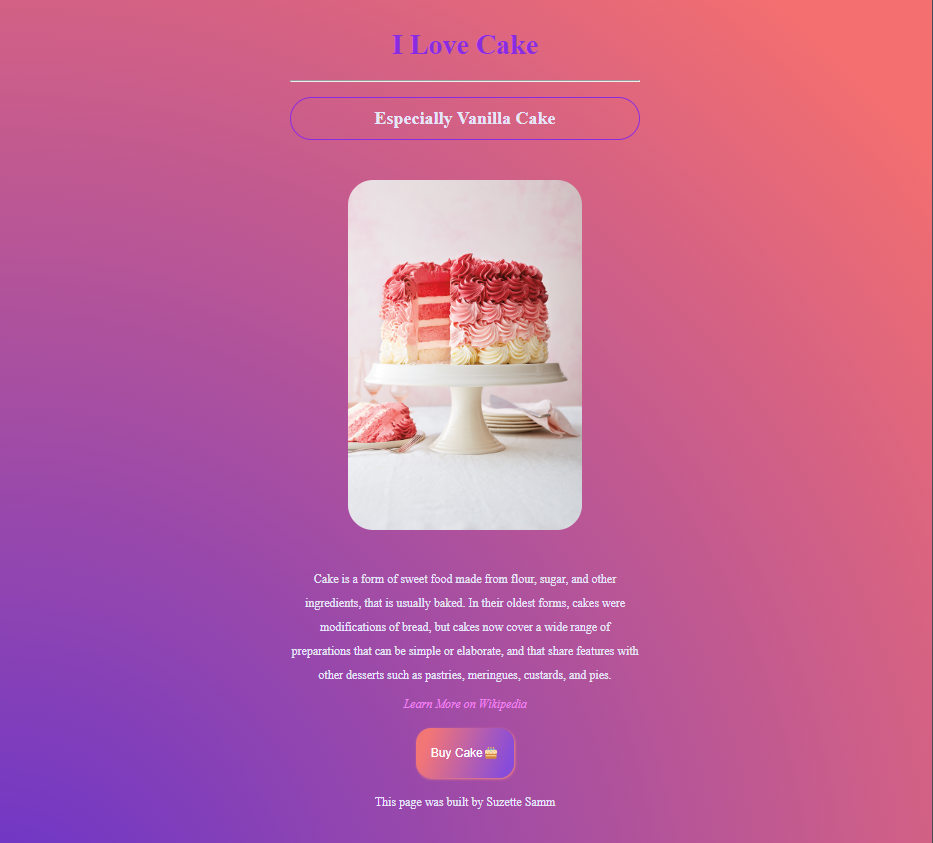 I Love Cake
Especially Vanilla Cake
Cake is a form of sweet food made from flour, sugar, and other
ingredients, that is usually baked. In their oldest forms, cakes were
modifications of bread, but cakes now cover a wide range of
preparations that can be simple or elaborate, and that share features with
other desserts such as pastries, meringues, custards, and pies.
Learn More on Wikipedia
Buy Cake🍰
This page was built by Suzette Samm